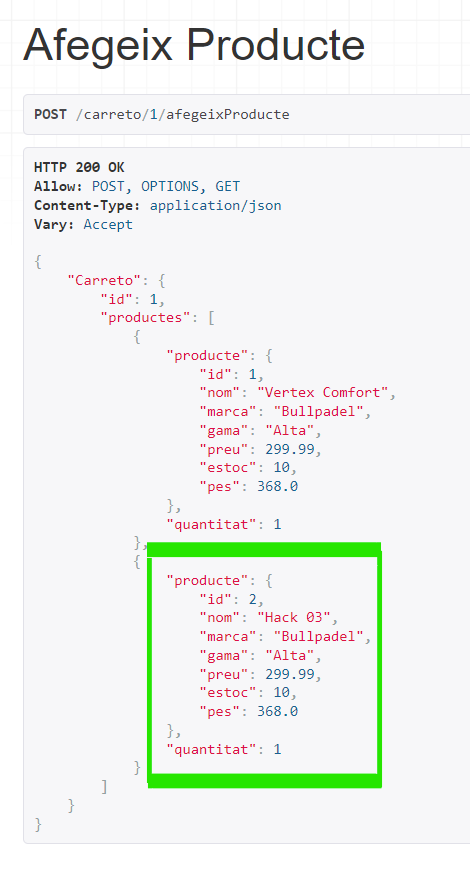 Afegeix Producte
POST /carreto/1/afegeixProducte
HTTP 200 OK
Allow: POST, OPTIONS, GET
Content-Type: application/json
Vary: Accept
{
    "Carreto": {
        "id": 1,
        "productes": [
            {
                "producte": {
                    "id": 1,
                    "nom": "Vertex Comfort",
                    "marca": "Bullpadel",
                    "gama": "Alta",
                    "preu": 299.99,
                    "estoc": 10,
                    "pes": 368.0
                },
                "quantitat": 1
            },
            {
                "producte": {
                    "id": 2,
                    "nom": "Hack 03",
                    "marca": "Bullpadel",
                    "gama": "Alta",
                    "preu": 299.99,
                    "estoc": 10,
                    "pes": 368.0
                },
                "quantitat": 1
            }
        ]
    }
}